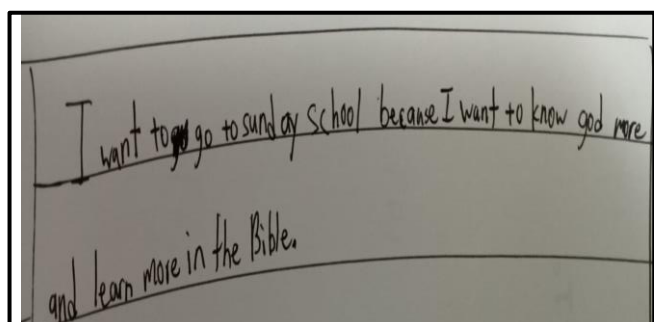 I want to go to sunday school because I want to know god more
and learn more in the Bible.